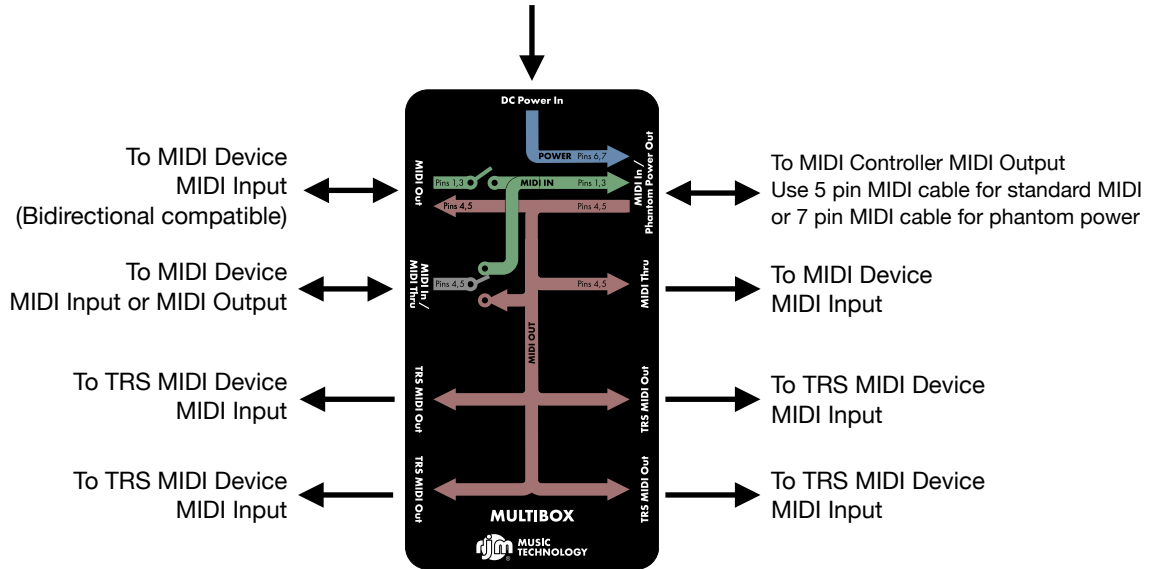 DC Power In
POWER Pins 6,7
To MIDI Device
MIDI Input
(Bidirectional compatible)
MIDI Out
Pins 1,3
MIDI IN
Pins 1,3
Pins 4,5
Pins 4,5
MIDI In /
Phantom Power Out
To MIDI Controller MIDI Output
Use 5 pin MIDI cable for standard MIDI
or 7 pin MIDI cable for phantom power
To MIDI Device
MIDI Input or MIDI Output
MIDI In /
MIDI Thru
Pins 4,5
Pins 4,5
MIDI Thru
To MIDI Device
MIDI Input
MIDI OUT
To TRS MIDI Device
MIDI Input
TRS MIDI Out
TRS MIDI Out
To TRS MIDI Device
MIDI Input
To TRS MIDI Device
MIDI Input
TRS MIDI Out
TRS MIDI Out
To TRS MIDI Device
MIDI Input
MULTIBOX
rjm MUSIC
TECHNOLOGY